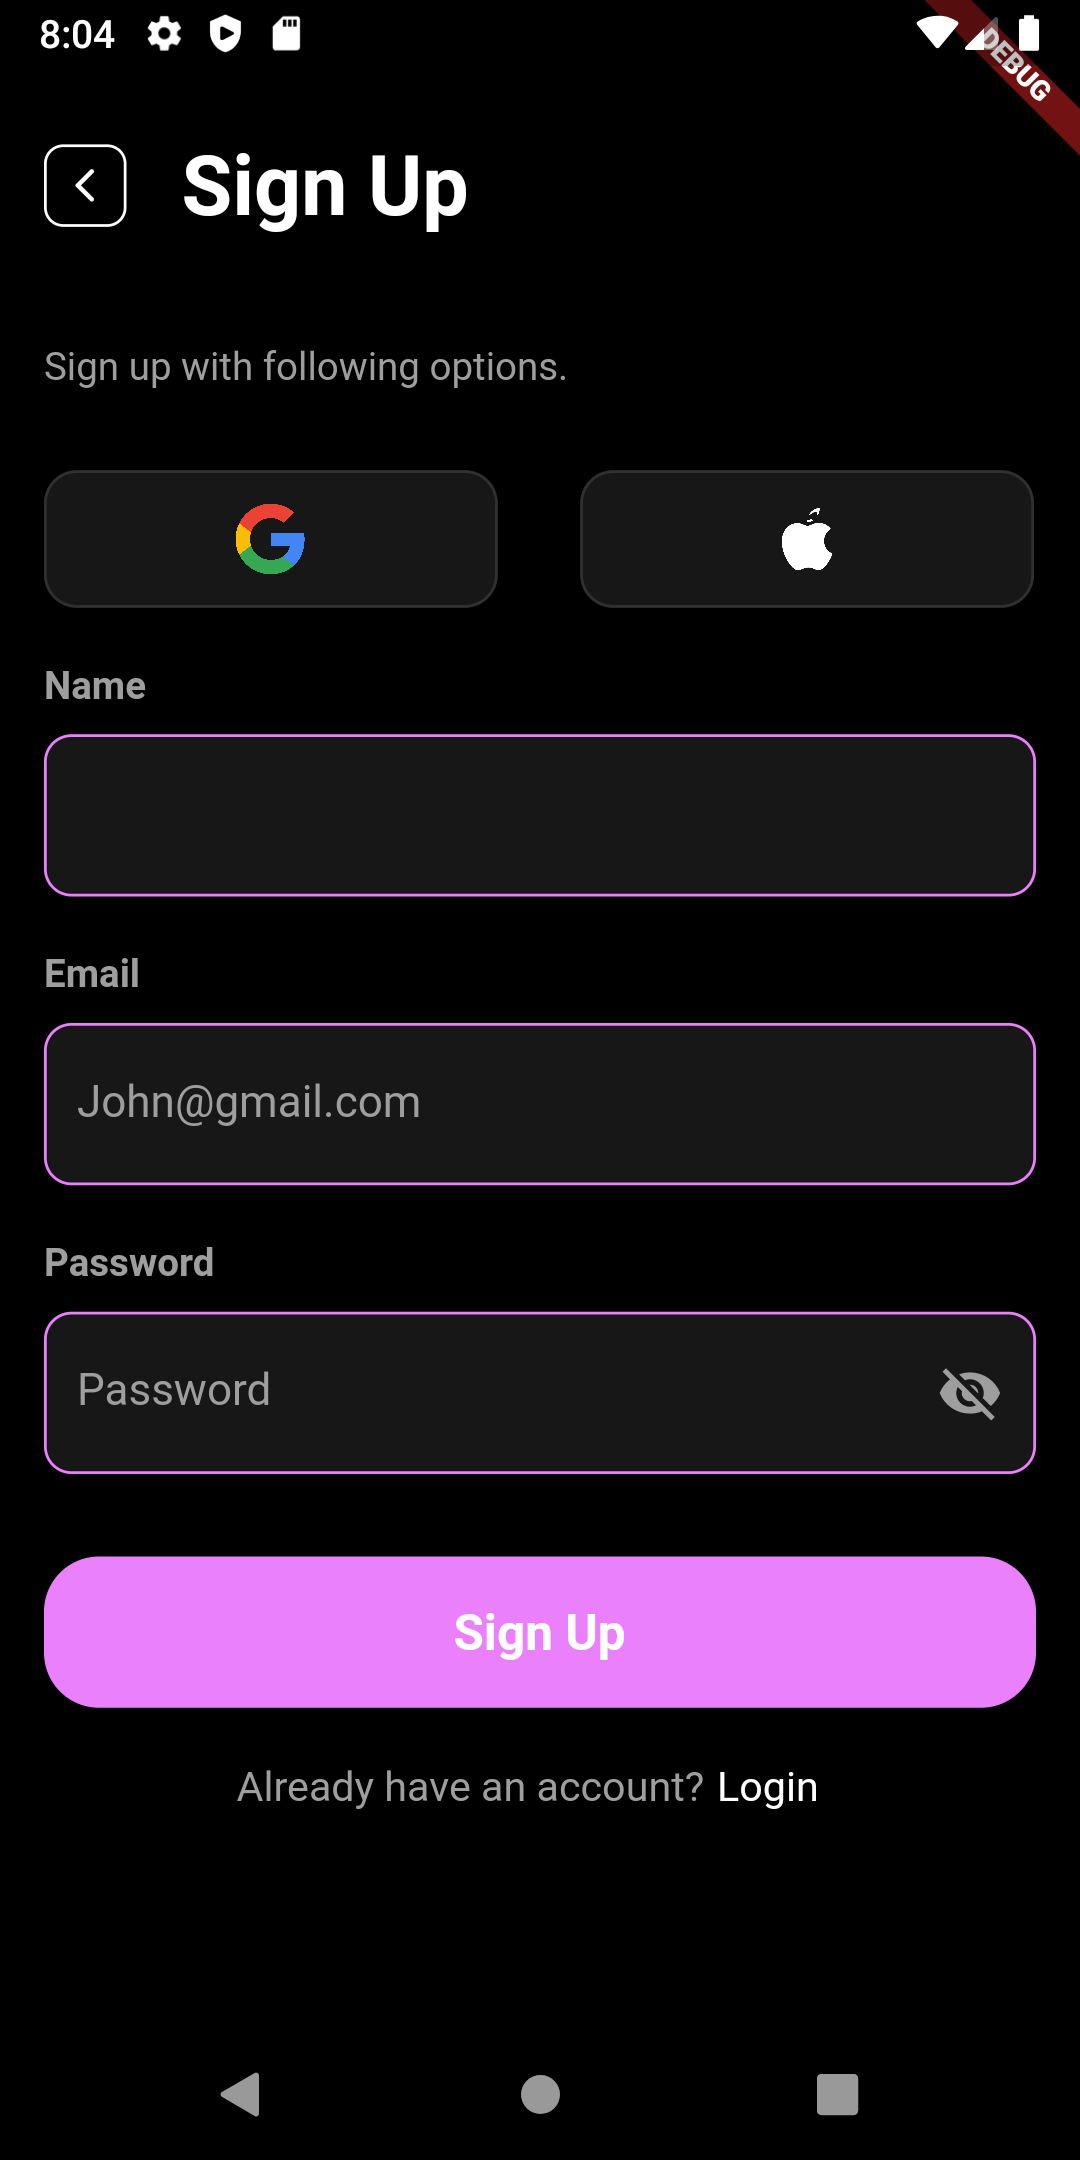 8:04
DEBUG
Sign Up
Sign up with following options.
Name
Email
John@gmail.com
Password
Password
Sign Up
Already have an account? Login